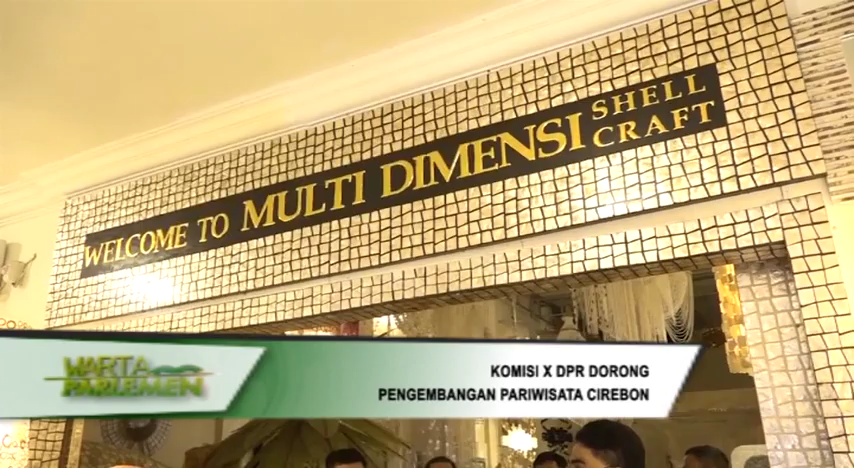 WELCOME TO MULTI DIMENSI SHELL
CRAFT
WARTA
PARLEMEN
KOMISI X DPR DORONG
PENGEMBANGAN PARIWISATA CIREBON